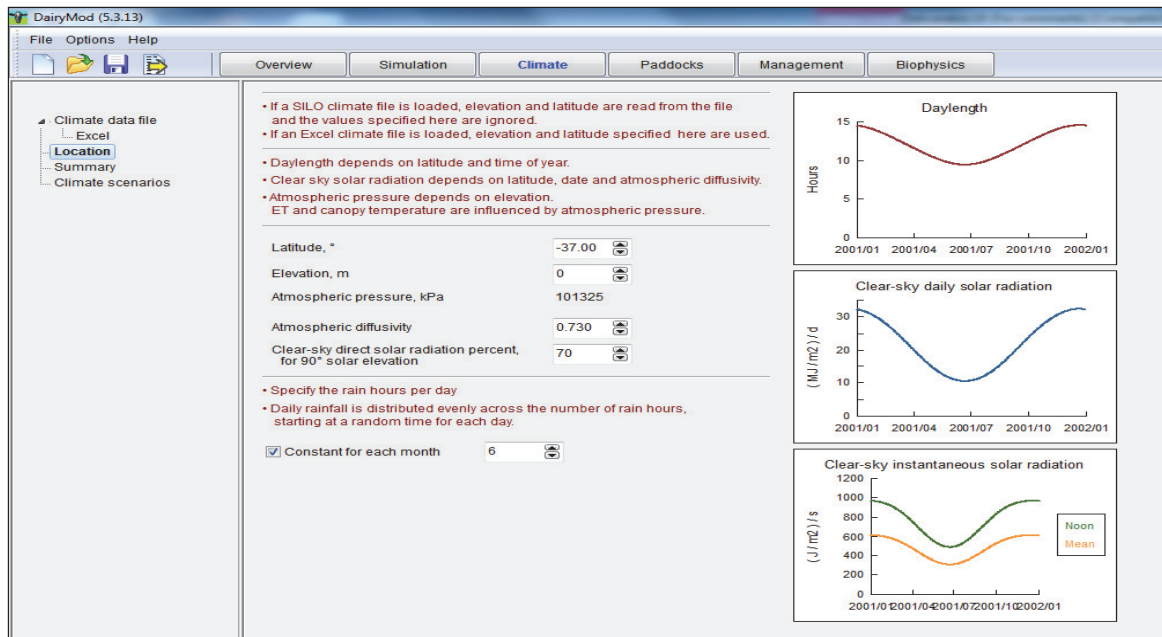 DairyMod (5.3.13)
File Options Help
Overview Simulation Climate Paddocks Management Biophysics
Climate data file
Excel
Location
Summary
Climate scenarios
• If a SILO climate file is loaded, elevation and latitude are read from the file
and the values specified here are ignored.
• If an Excel climate file is loaded, elevation and latitude specified here are used.
• Daylength depends on latitude and time of year.
• Clear sky solar radiation depends on latitude, date and atmospheric diffusivity.
• Atmospheric pressure depends on elevation.
ET and canopy temperature are influenced by atmospheric pressure.
Latitude, ° -37.00
Elevation, m 0
Atmospheric pressure, kPa 101325
Atmospheric diffusivity 0.730
Clear-sky direct solar radiation percent,
for 90° solar elevation 70
• Specify the rain hours per day
• Daily rainfall is distributed evenly across the number of rain hours,
starting at a random time for each day.
Constant for each month 6
Daylength
Hours
15
10
5
0
2001/01 2001/04 2001/07 2001/10 2002/01
Clear-sky daily solar radiation
(MJ/m2)/d
30
20
10
0
2001/01 2001/04 2001/07 2001/10 2002/01
Clear-sky instantaneous solar radiation
(J/m2)/s
1200
1000
800
600
400
200
0
2001/012001/042001/072001/102002/01
Noon
Mean